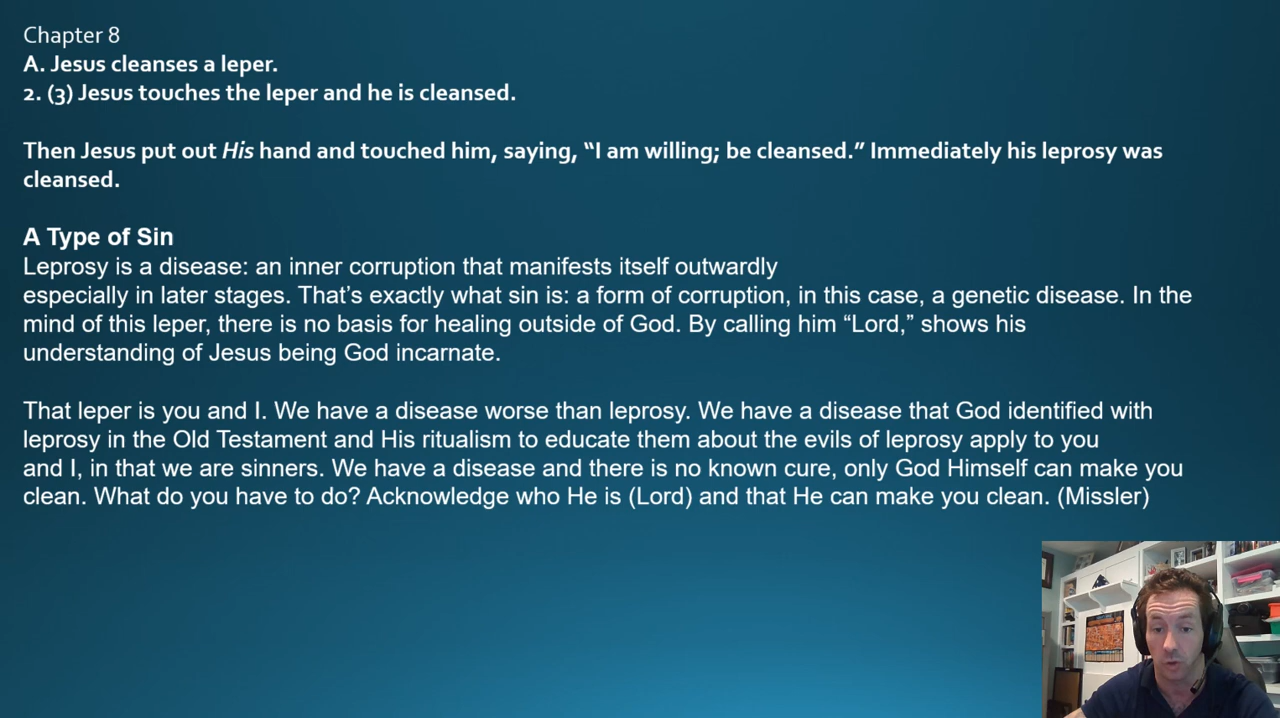 Chapter 8
A. Jesus cleanses a leper.
2. (3) Jesus touches the leper and he is cleansed.
Then Jesus put out His hand and touched him, saying, “I am willing; be cleansed.” Immediately his leprosy was
cleansed.
A Type of Sin
Leprosy is a disease: an inner corruption that manifests itself outwardly
especially in later stages. That’s exactly what sin is: a form of corruption, in this case, a genetic disease. In the
mind of this leper, there is no basis for healing outside of God. By calling him “Lord,” shows his
understanding of Jesus being God incarnate.
That leper is you and I. We have a disease worse than leprosy. We have a disease that God identified with
leprosy in the Old Testament and His ritualism to educate them about the evils of leprosy apply to you
and I, in that we are sinners. We have a disease and there is no known cure, only God Himself can make you
clean. What do you have to do? Acknowledge who He is (Lord) and that He can make you clean. (Missler)